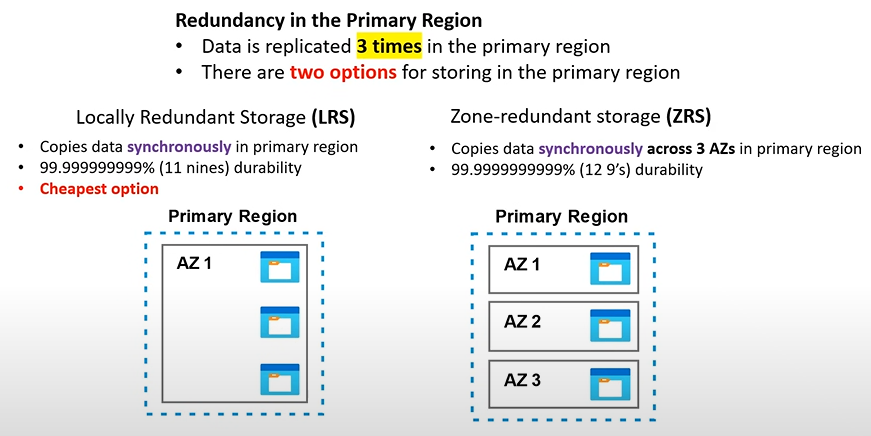 Redundancy in the Primary Region
• Data is replicated 3 times in the primary region
• There are two options for storing in the primary region
Locally Redundant Storage (LRS)
• Copies data synchronously in primary region
• 99.999999999% (11 nines) durability
• Cheapest option
Primary Region
AZ 1
Zone-redundant storage (ZRS)
• Copies data synchronously across 3 AZs in primary region
• 99.9999999999% (12 9's) durability
Primary Region
AZ 1
AZ 2
AZ 3